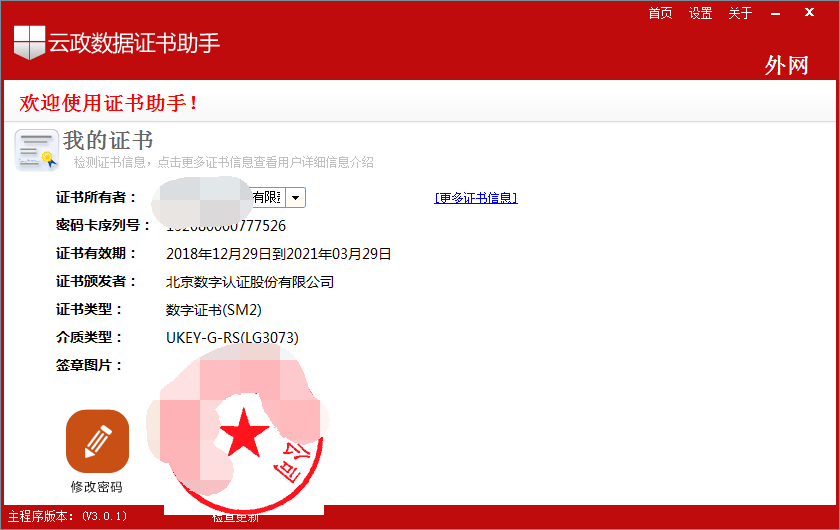 首页 设置 关于
云政数据证书助手
外网
欢迎使用证书助手!
我的证书
检测证书信息，点击更多证书信息查看用户详细信息介绍
证书所有者： 有限 [更多证书信息]
密码卡序列号： 777526
证书有效期： 2018年12月29日到2021年03月29日
证书颁发者： 北京数字认证股份有限公司
证书类型： 数字证书(SM2)
介质类型： UKEY-G-RS(LG3073)
签章图片：
公司
修改密码
主程序版本：(V3.0.1) 检查更新